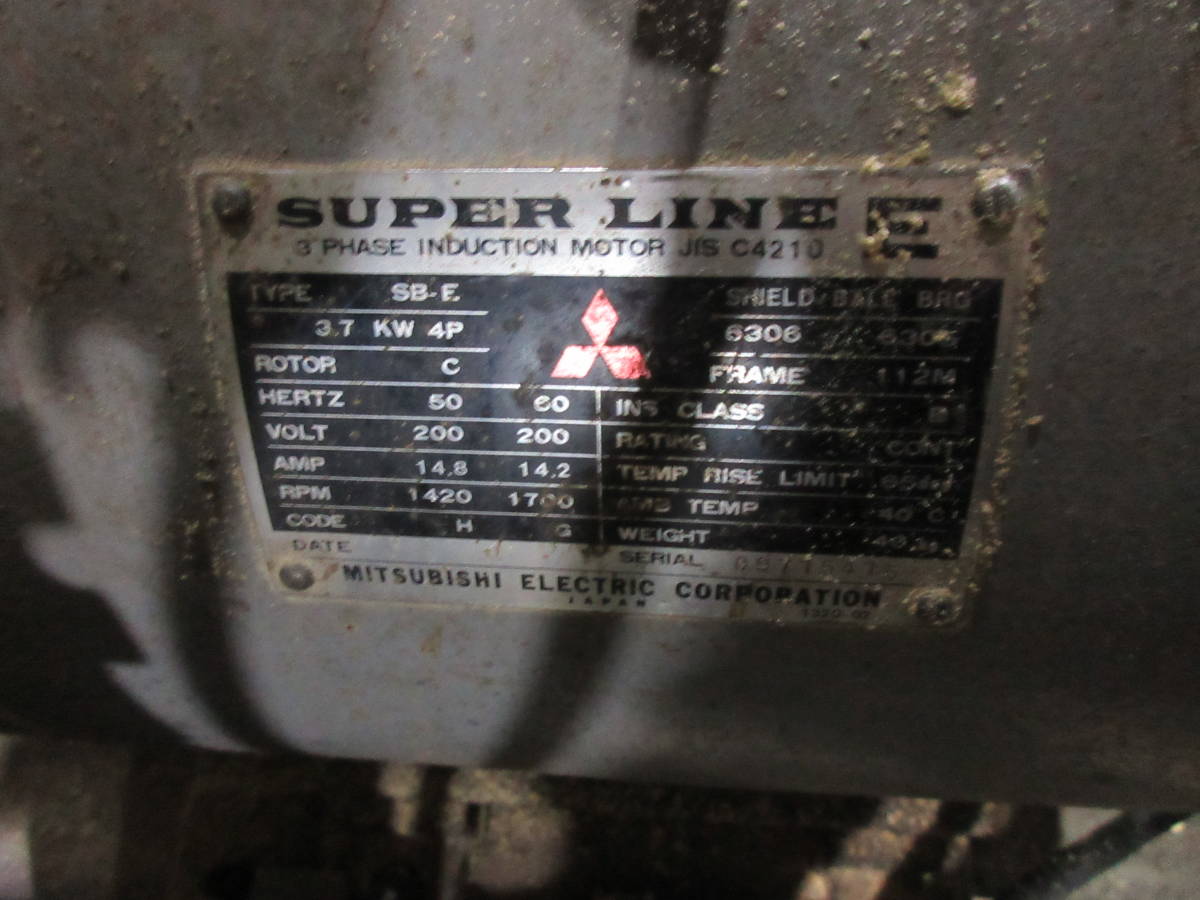 SUPER LINE E
3 PHASE INDUCTION MOTOR JIS C4210
TYPE SB-E
SHIELD BALL BRG
3.7 KW 4P
6306
ROTOR C
FRAME 112M
HERTZ 50 60
INS CLASS B
VOLT 200 200
RATING CONT
AMP 14.8 14.2
TEMP RISE LIMIT
RPM 1420 1700
AMB TEMP 40°C
CODE H G
WEIGHT
DATE
SERIAL
MITSUBISHI ELECTRIC CORPORATION
JAPAN